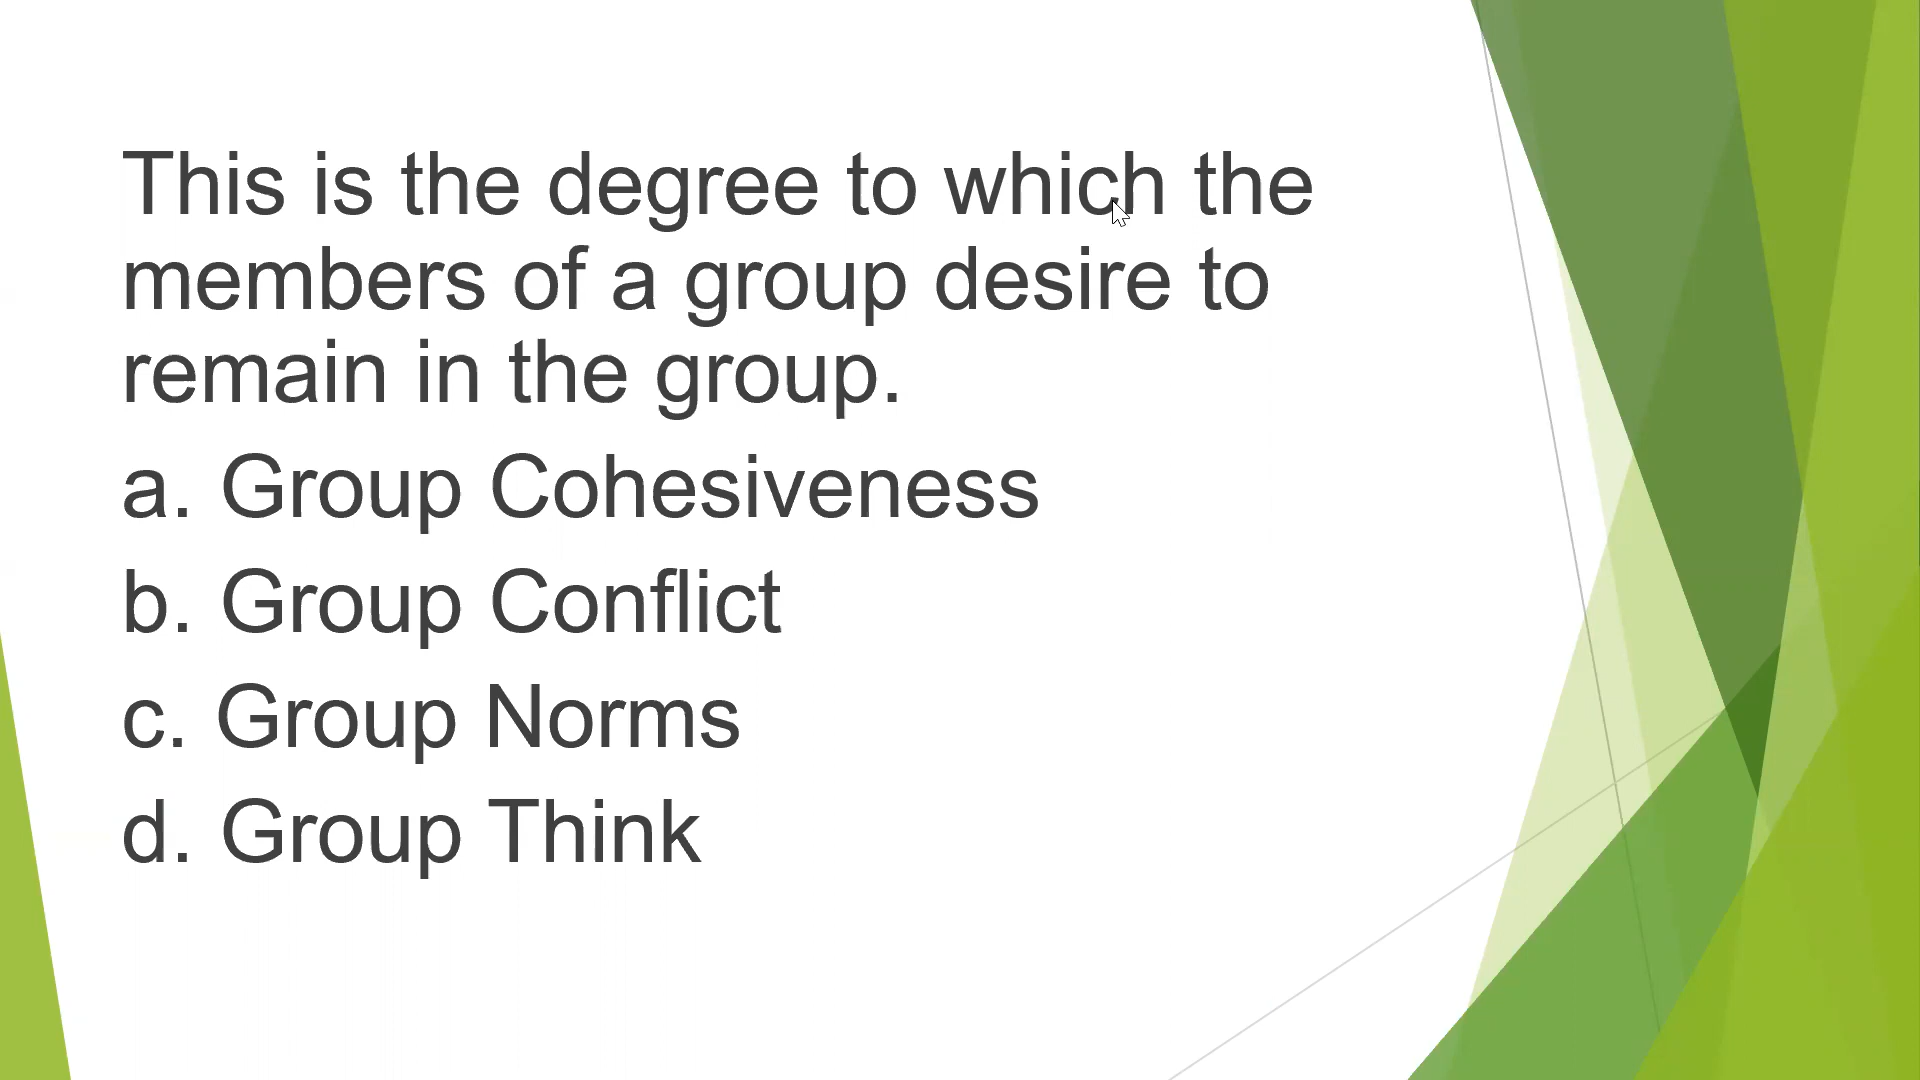 This is the degree to which the
members of a group desire to
remain in the group.
a. Group Cohesiveness
b. Group Conflict
c. Group Norms
d. Group Think